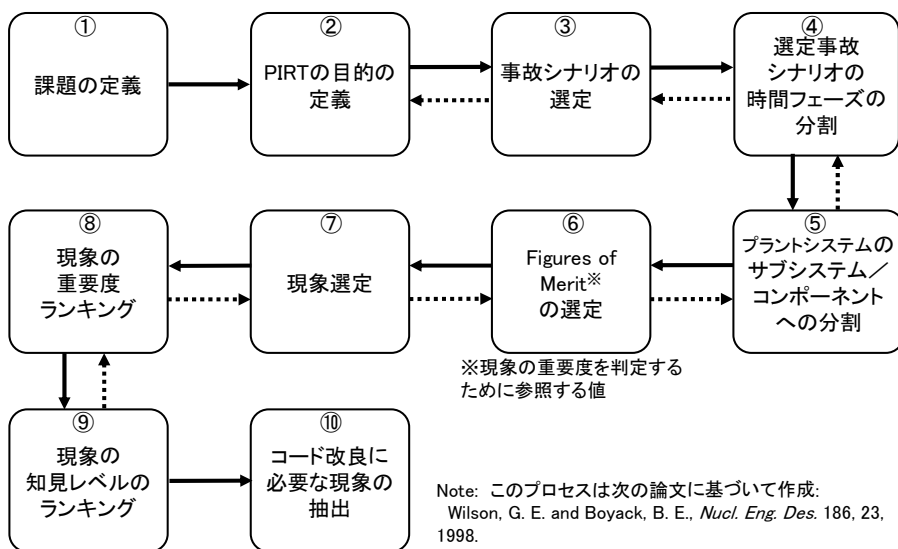 ①
課題の定義
②
PIRTの目的の
定義
③
事故シナリオの
選定
④
選定事故
シナリオの
時間フェーズの
分割
⑤
プラントシステムの
サブシステム／
コンポーネント
への分割
⑥
Figures of
Merit※
の選定
※現象の重要度を判定する
ために参照する値
⑦
現象選定
⑧
現象の
重要度
ランキング
⑨
現象の
知見レベルの
ランキング
⑩
コード改良に
必要な現象の
抽出
Note: このプロセスは次の論文に基づいて作成:
Wilson, G. E. and Boyack, B. E., Nucl. Eng. Des. 186, 23,
1998.